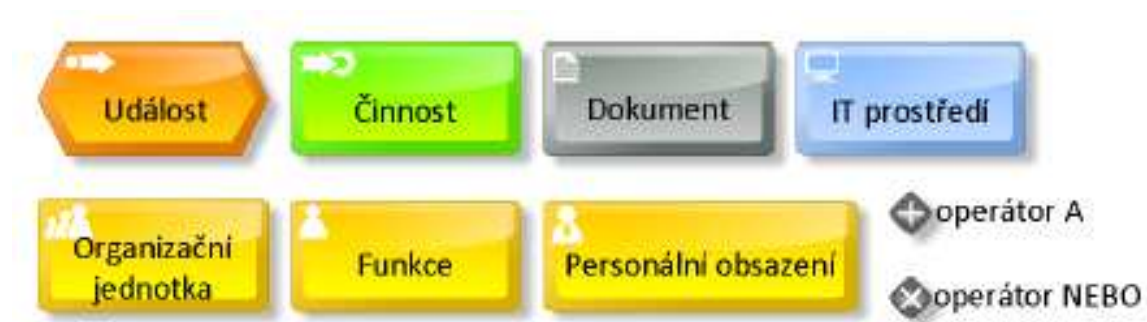 Událost
Činnost
Dokument
IT prostředí
Organizační
jednotka
Funkce
Personální obsazení
operátor A
operátor NEBO